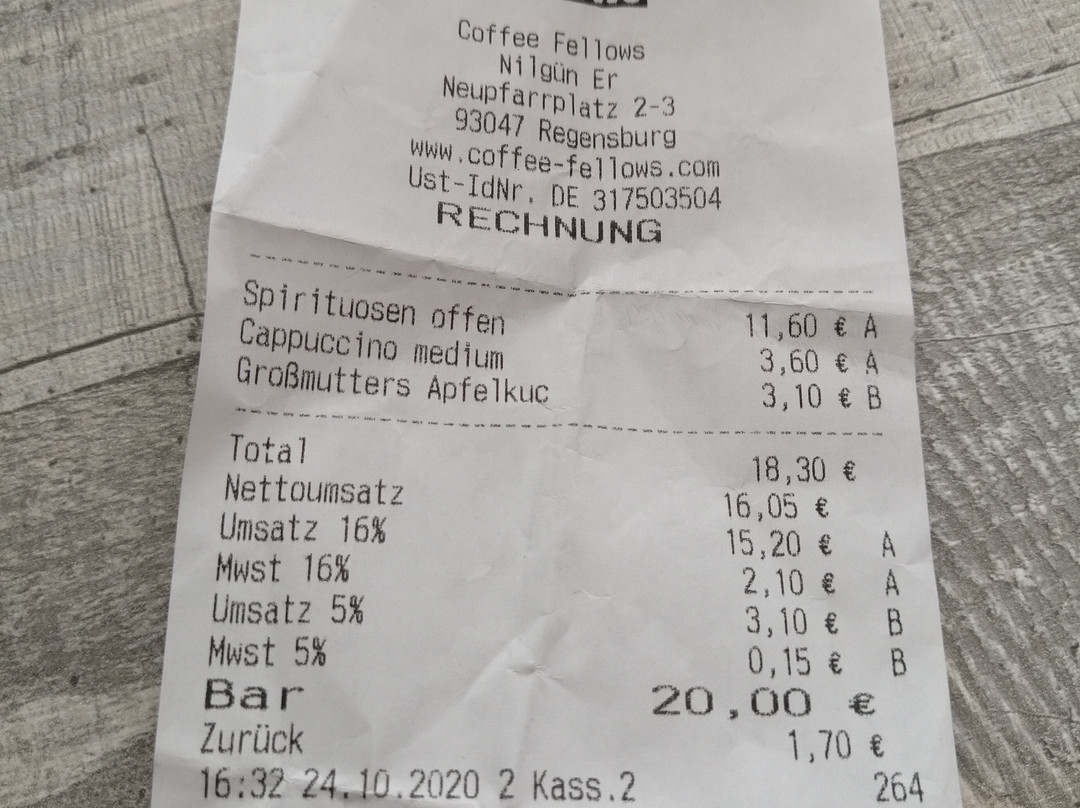 Coffee Fellows
Nilgün Er
Neupfarrplatz 2-3
93047 Regensburg
www.coffee-fellows.com
Ust-IdNr. DE 317503504
RECHNUNG
Spirituosen offen 11,60 € A
Cappuccino medium 3,60 € A
Großmutters Apfelkuc 3,10 € B
Total 18,30 €
Nettoumsatz 16,05 €
Umsatz 16% 15,20 € A
Mwst 16% 2,10 € A
Umsatz 5% 3,10 € B
Mwst 5% 0,15 € B
Bar 20,00 €
Zurück 1,70 €
16:32 24.10.2020 2 Kass.2 264